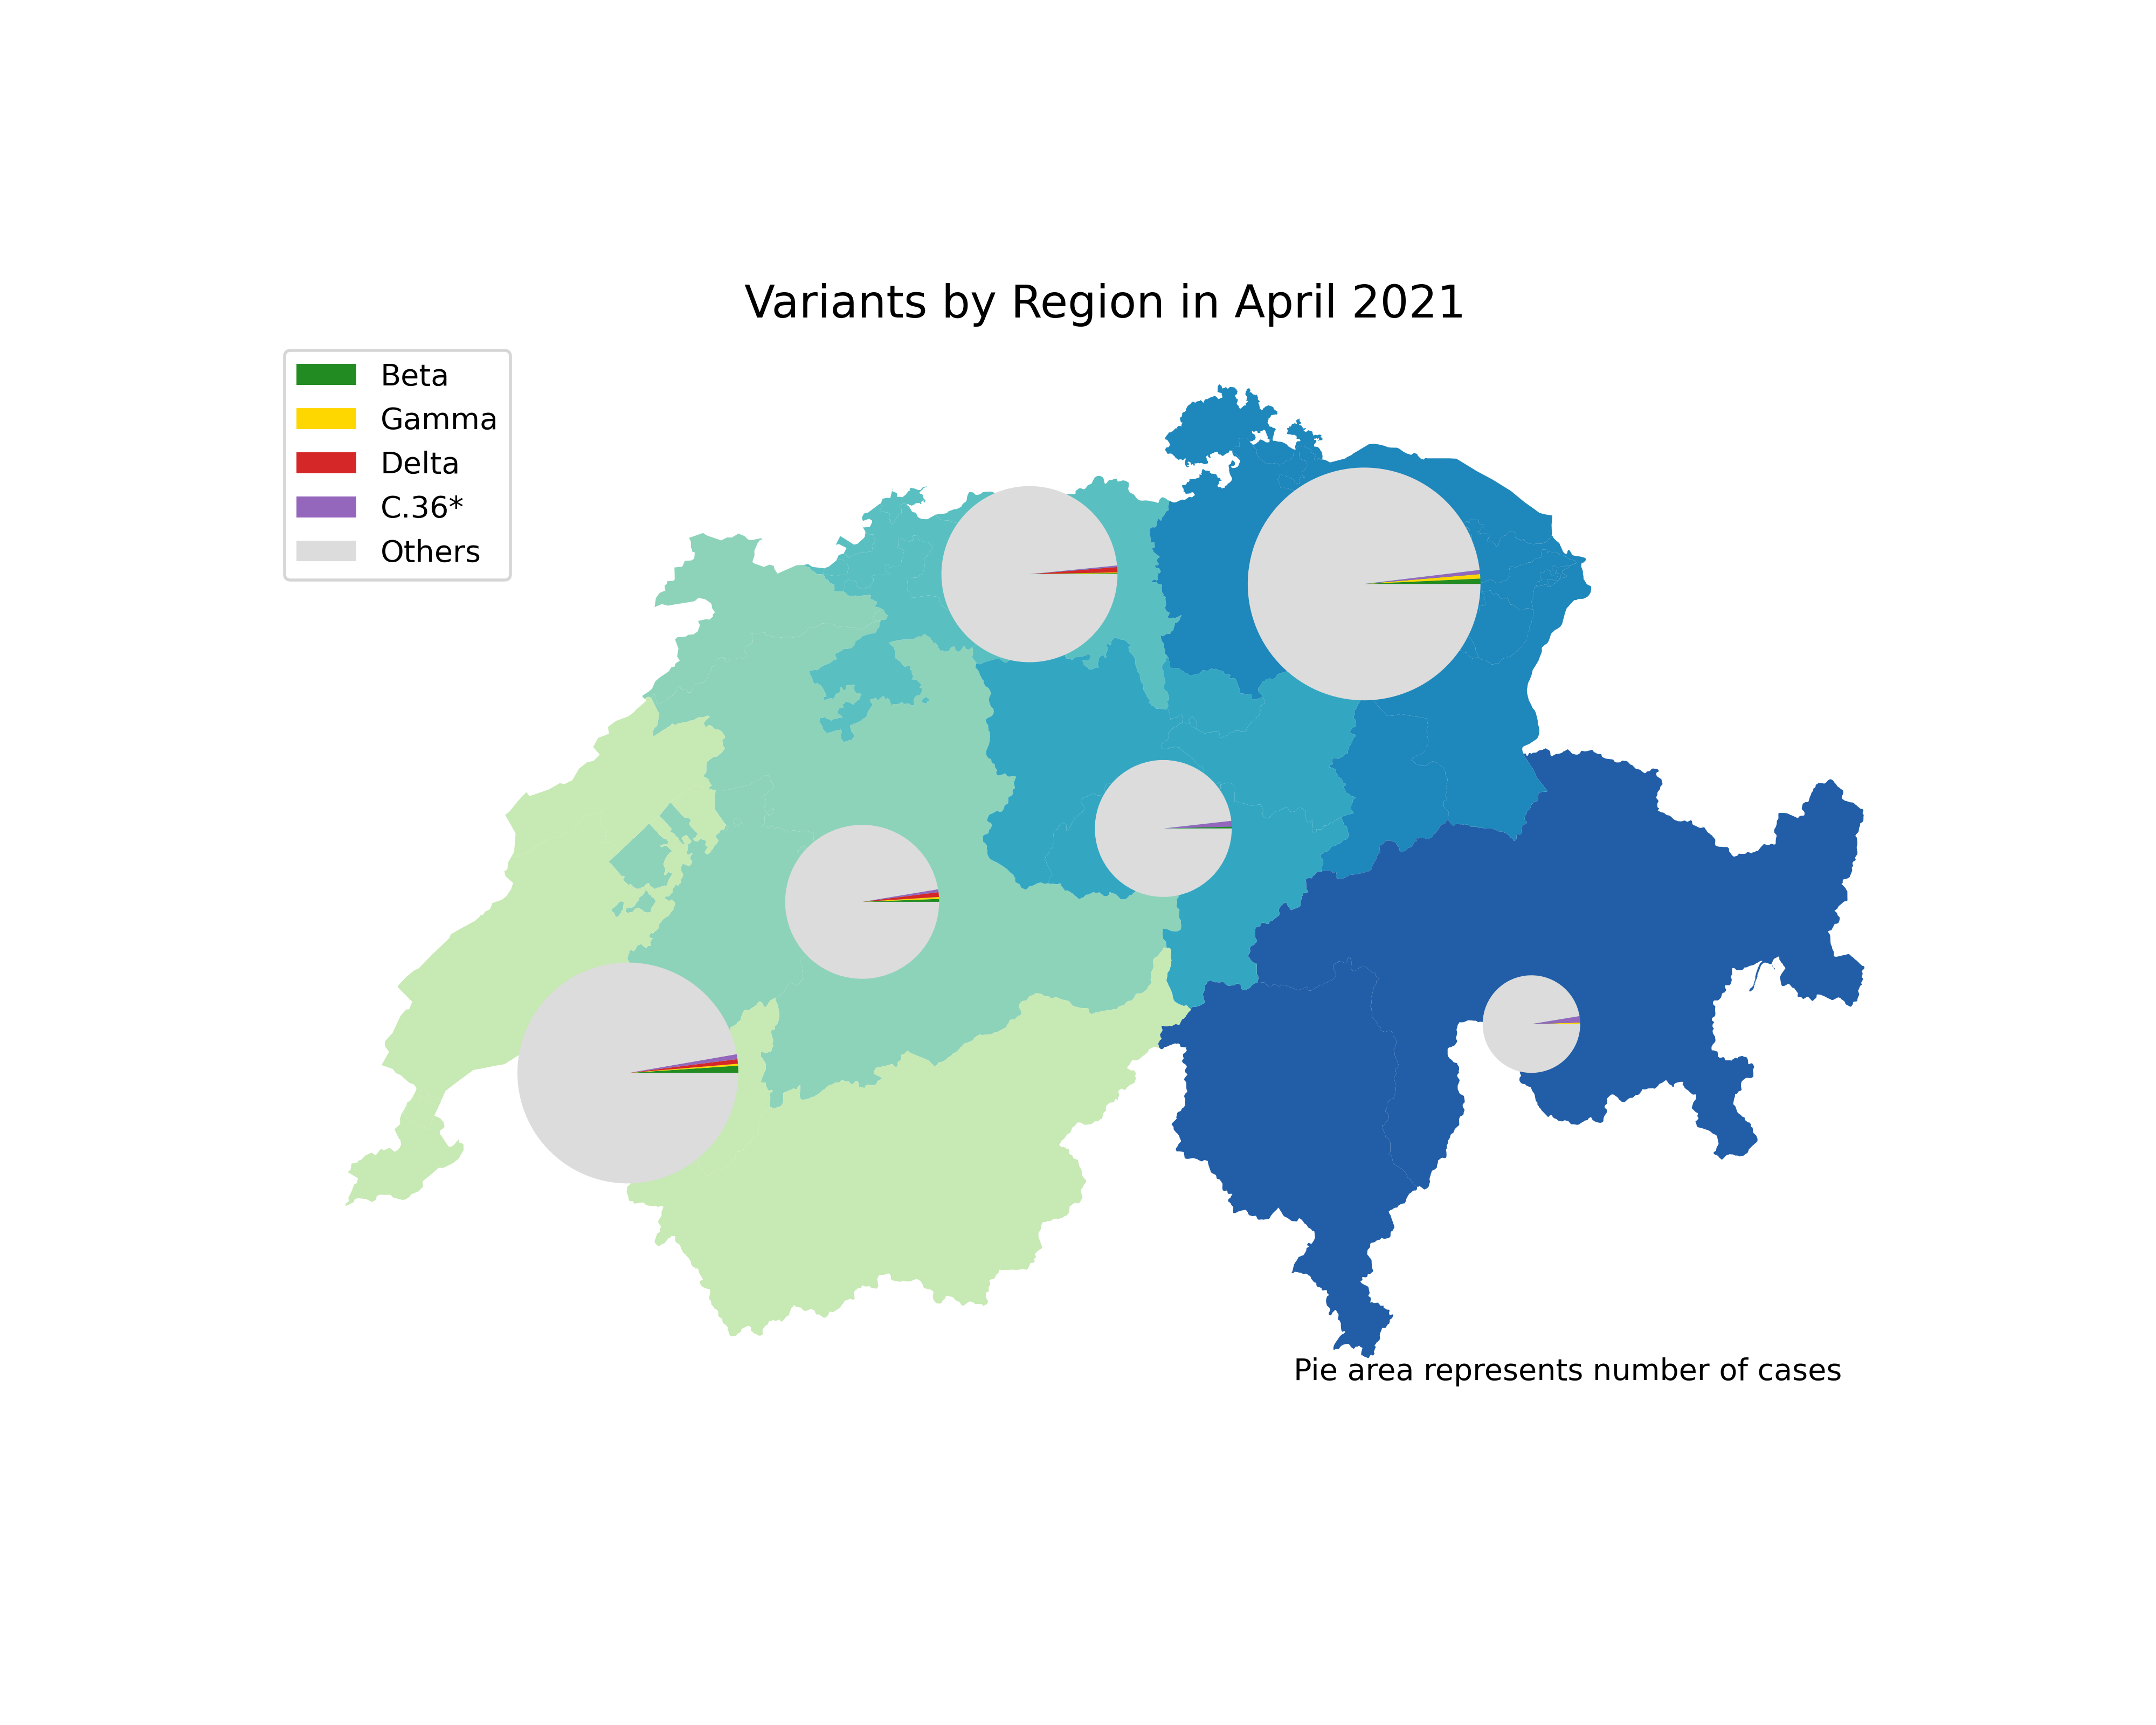 Variants by Region in April 2021
Beta
Gamma
Delta
C.36*
Others
Pie area represents number of cases